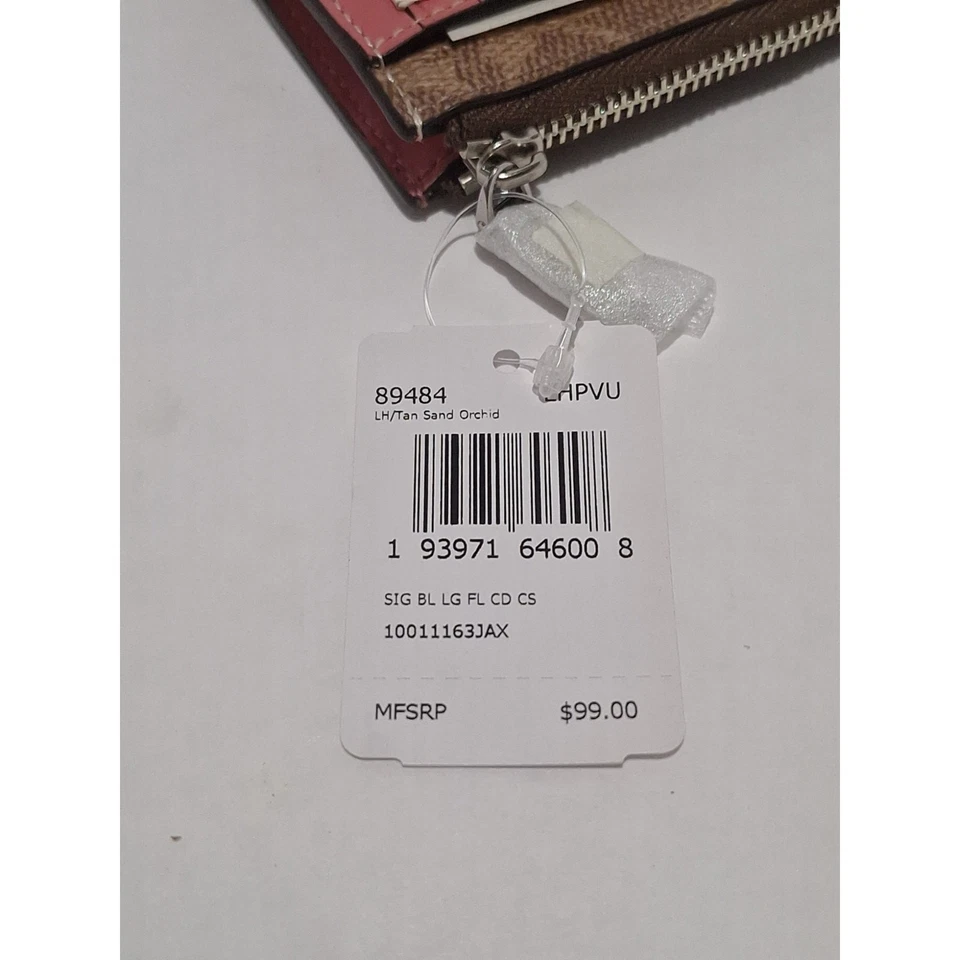 89484 LHPVU
LH/Tan Sand Orchid
1 93971 64600 8
SIG BL LG FL CD CS
10011163JAX
MFSRP $99.00